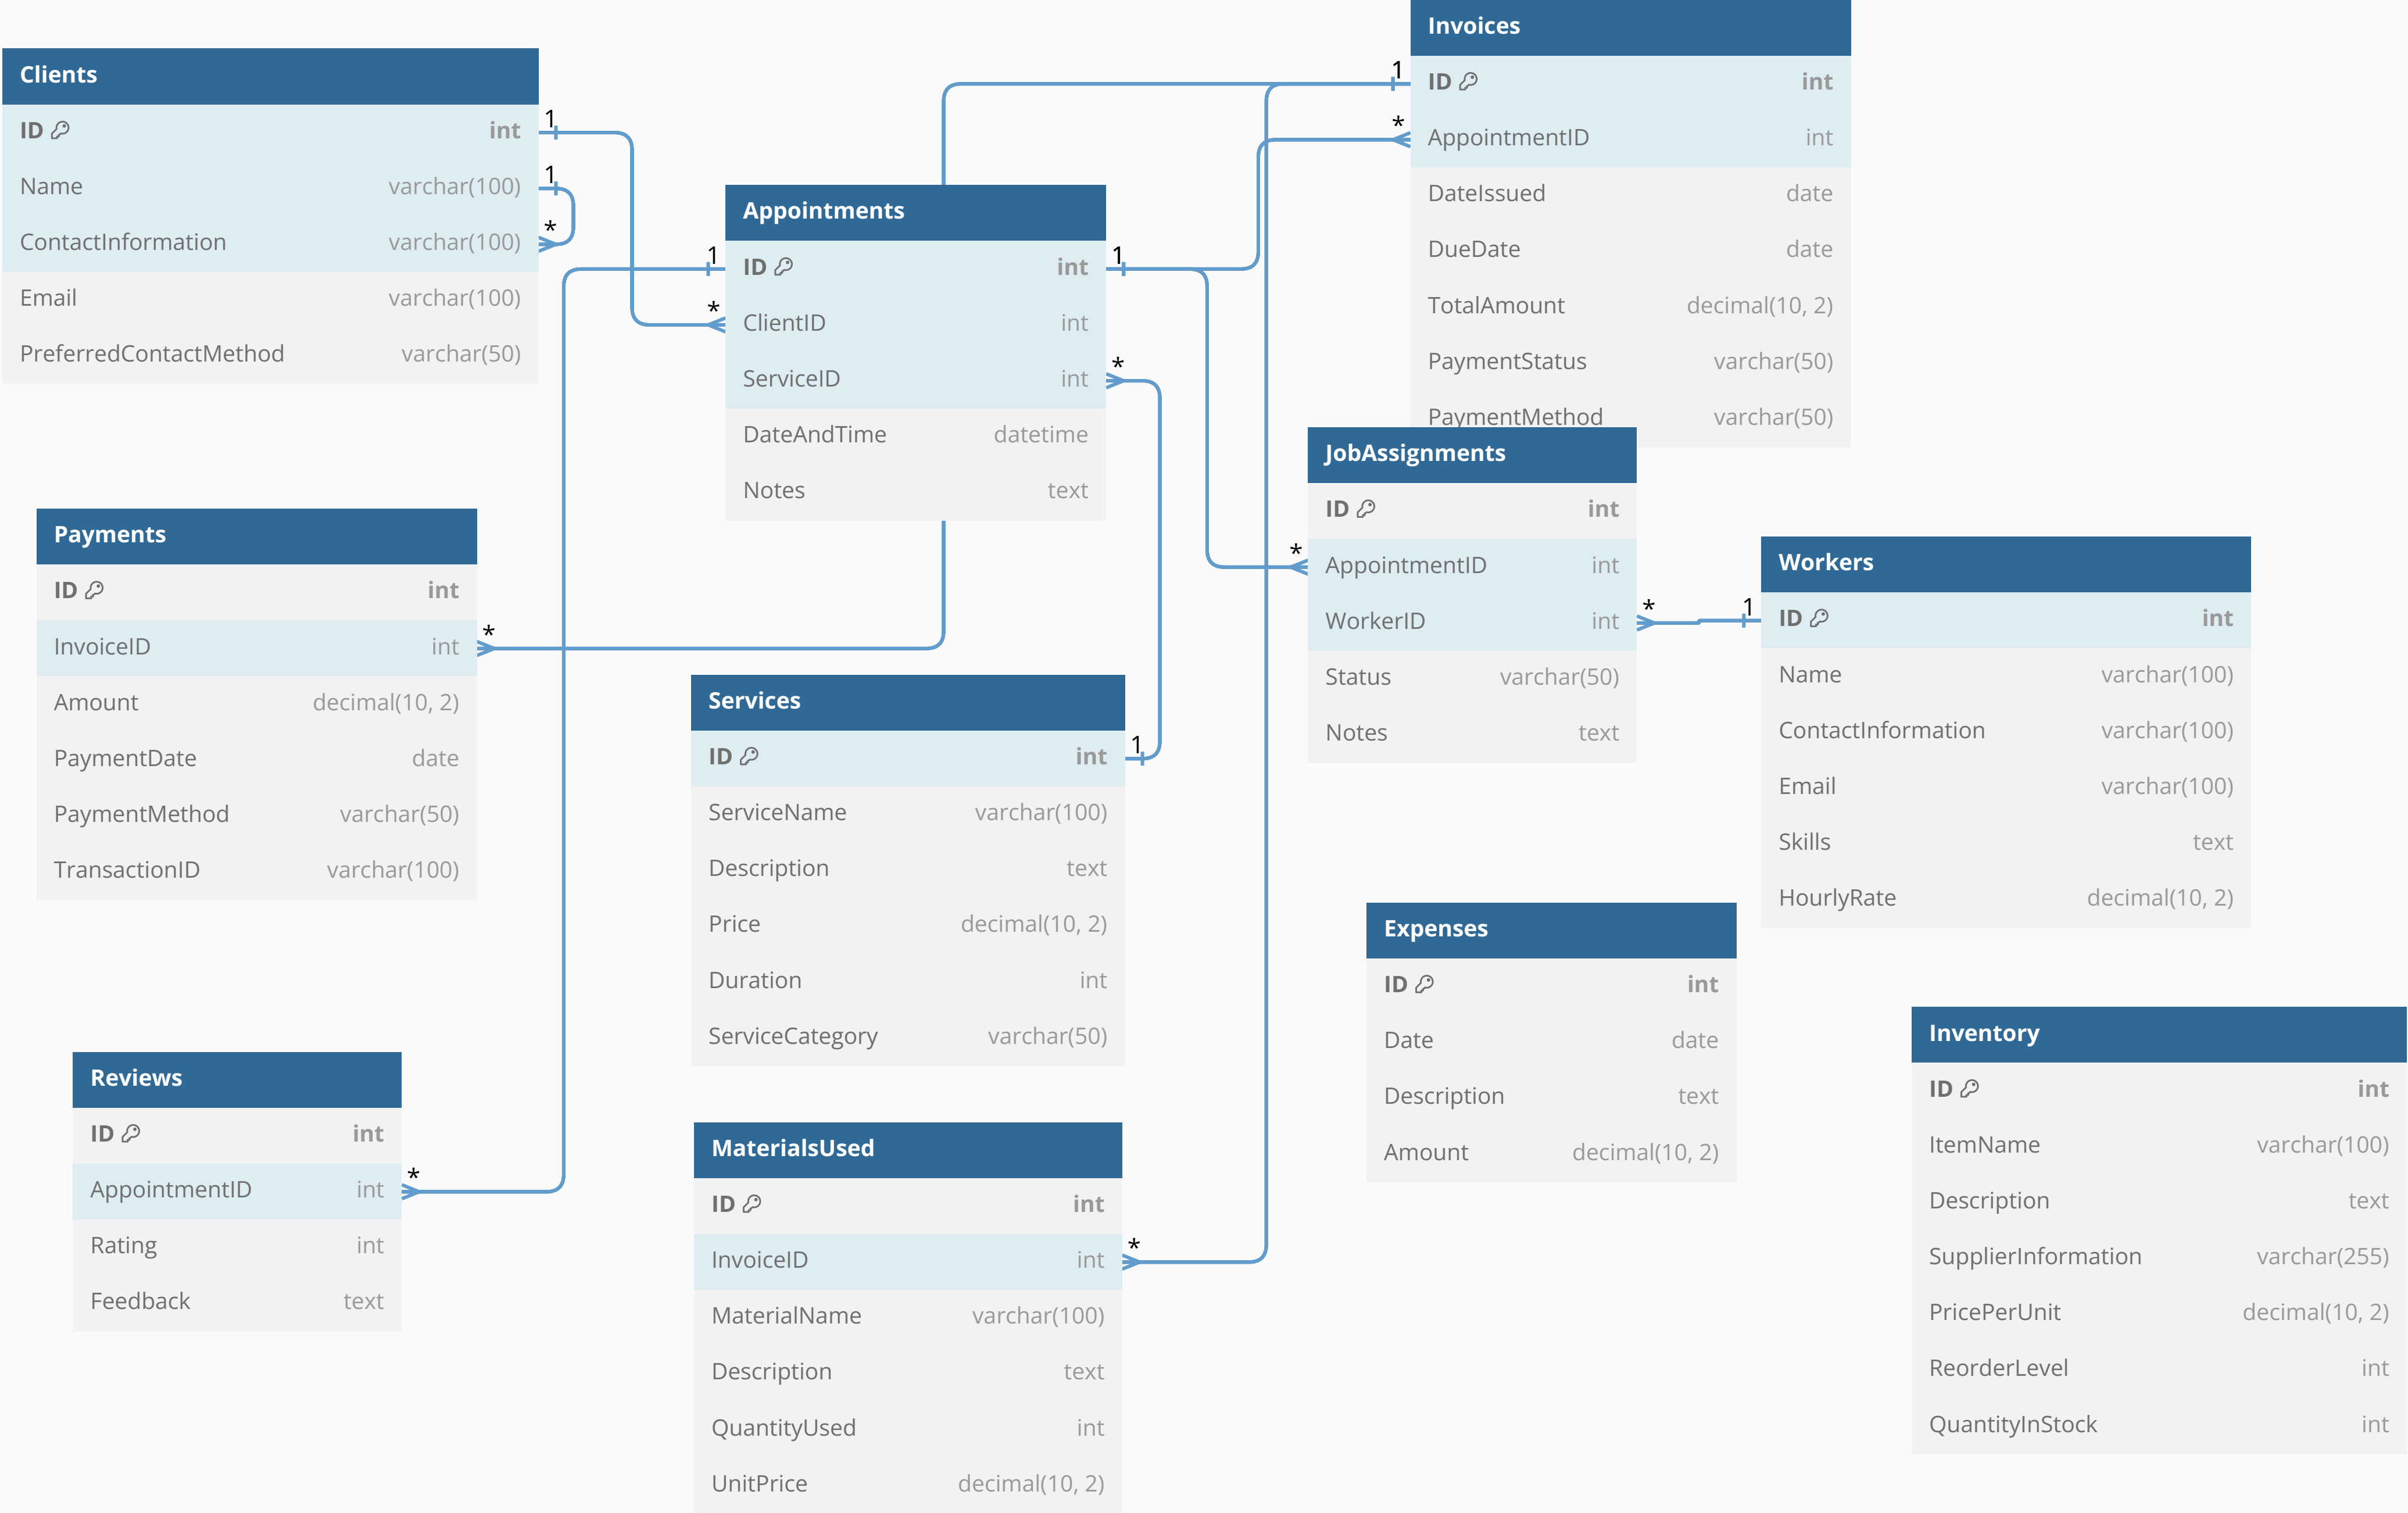 Clients
ID int
Name varchar(100)
ContactInformation varchar(100)
Email varchar(100)
PreferredContactMethod varchar(50)
1
1
*
Appointments
ID int
ClientID int
ServiceID int
DateAndTime datetime
Notes text
1
*
1
*
Invoices
ID int
AppointmentID int
DateIssued date
DueDate date
TotalAmount decimal(10, 2)
PaymentStatus varchar(50)
PaymentMethod varchar(50)
1
*
JobAssignments
ID int
AppointmentID int
WorkerID int
Status varchar(50)
Notes text
*
*
Workers
ID int
Name varchar(100)
ContactInformation varchar(100)
Email varchar(100)
Skills text
HourlyRate decimal(10, 2)
1
Payments
ID int
InvoiceID int
Amount decimal(10, 2)
PaymentDate date
PaymentMethod varchar(50)
TransactionID varchar(100)
*
Services
ID int
ServiceName varchar(100)
Description text
Price decimal(10, 2)
Duration int
ServiceCategory varchar(50)
1
Expenses
ID int
Date date
Description text
Amount decimal(10, 2)
Inventory
ID int
ItemName varchar(100)
Description text
SupplierInformation varchar(255)
PricePerUnit decimal(10, 2)
ReorderLevel int
QuantityInStock int
Reviews
ID int
AppointmentID int
Rating int
Feedback text
*
MaterialsUsed
ID int
InvoiceID int
MaterialName varchar(100)
Description text
QuantityUsed int
UnitPrice decimal(10, 2)
*